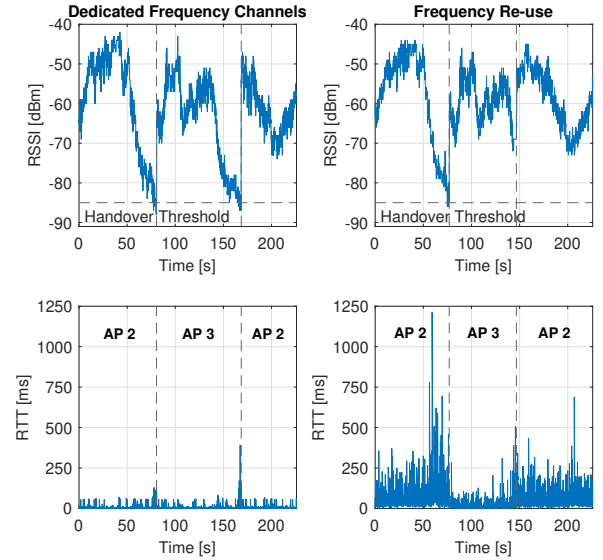 Dedicated Frequency Channels
Frequency Re-use
-40
-50
-60
-70
-80
-90
RSSI [dBm]
Handover Threshold
0
50
100
150
200
Time [s]
-40
-50
-60
-70
-80
-90
RSSI [dBm]
Handover Threshold
0
50
100
150
200
Time [s]
1250
1000
750
500
250
0
RTT [ms]
AP 2
AP 3
AP 2
0
50
100
150
200
Time [s]
1250
1000
750
500
250
0
RTT [ms]
AP 2
AP 3
AP 2
0
50
100
150
200
Time [s]